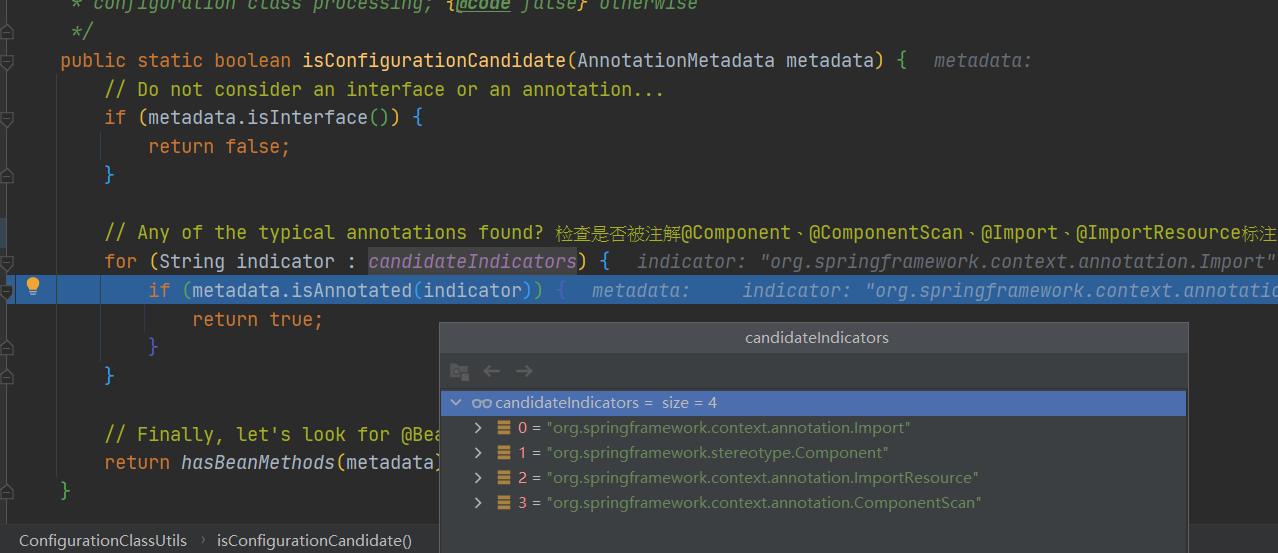 * configuration class processing; {@code false} otherwise
*/
public static boolean isConfigurationCandidate(AnnotationMetadata metadata) {  metadata:
// Do not consider an interface or an annotation...
if (metadata.isInterface()) {
return false;
}
// Any of the typical annotations found? 检查是否被注解@Component、@ComponentScan、@Import、@ImportResource标注
for (String indicator : candidateIndicators) {  indicator: "org.springframework.context.annotation.Import"
if (metadata.isAnnotated(indicator)) {  metadata:  indicator: "org.springframework.context.annotatio
return true;
}
}
// Finally, let's look for @Bea
return hasBeanMethods(metadata)
}
candidateIndicators
candidateIndicators = size = 4
0 = "org.springframework.context.annotation.Import"
1 = "org.springframework.stereotype.Component"
2 = "org.springframework.context.annotation.ImportResource"
3 = "org.springframework.context.annotation.ComponentScan"
ConfigurationClassUtils › isConfigurationCandidate()